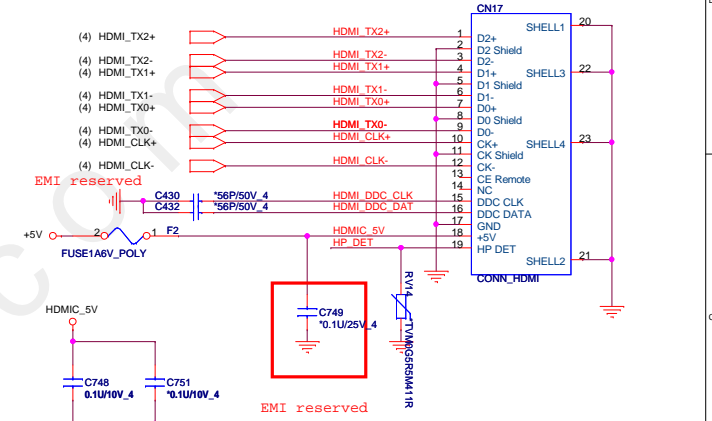 CN17
SHELL1 20
(4) HDMI_TX2+ HDMI_TX2+ 1 D2+
2 D2 Shield
(4) HDMI_TX2- HDMI_TX2- 3 D2-
(4) HDMI_TX1+ HDMI_TX1+ 4 D1+ SHELL3 22
5 D1 Shield
(4) HDMI_TX1- HDMI_TX1- 6 D1-
(4) HDMI_TX0+ HDMI_TX0+ 7 D0+
8 D0 Shield
(4) HDMI_TX0- HDMI_TX0- 9 D0-
(4) HDMI_CLK+ HDMI_CLK+ 10 CK+ SHELL4 23
11 CK Shield
(4) HDMI_CLK- HDMI_CLK- 12 CK-
13 CE Remote
EMI reserved
14 NC
C430 *56P/50V_4 HDMI_DDC_CLK 15 DDC CLK
C432 *56P/50V_4 HDMI_DDC_DAT 16 DDC DATA
17 GND
+5V 2 1 F2 HDMIC_5V 18 +5V
HP_DET 19 HP DET
FUSE1A6V_POLY
SHELL2 21
CONN_HDMI
RV14
HDMIC_5V
C749
*0.1U/25V_4
C748
0.1U/10V_4
C751
*0.1U/10V_4
EMI reserved
com